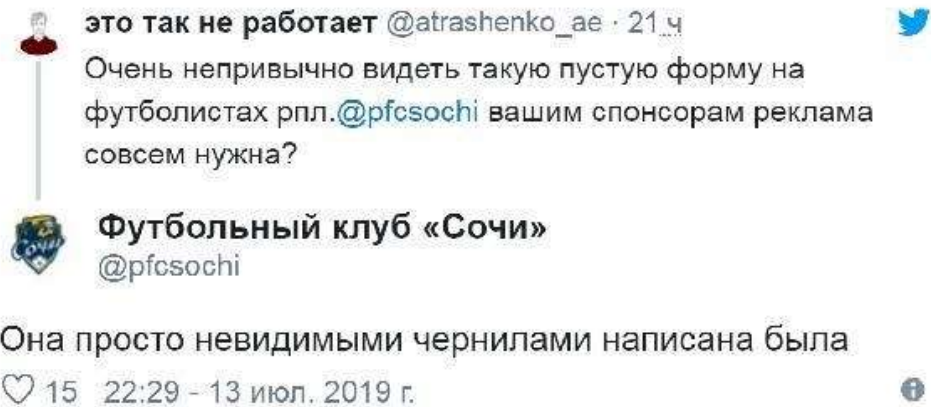 это так не работает @atrashenko_ae · 21 ч
Очень непривычно видеть такую пустую форму на
футболистах рпл.@pfcsochi вашим спонсорам реклама
совсем нужна?
Сочи
Футбольный клуб «Сочи»
@pfcsochi
Она просто невидимыми чернилами написана была
15 22:29 - 13 июл. 2019 г.